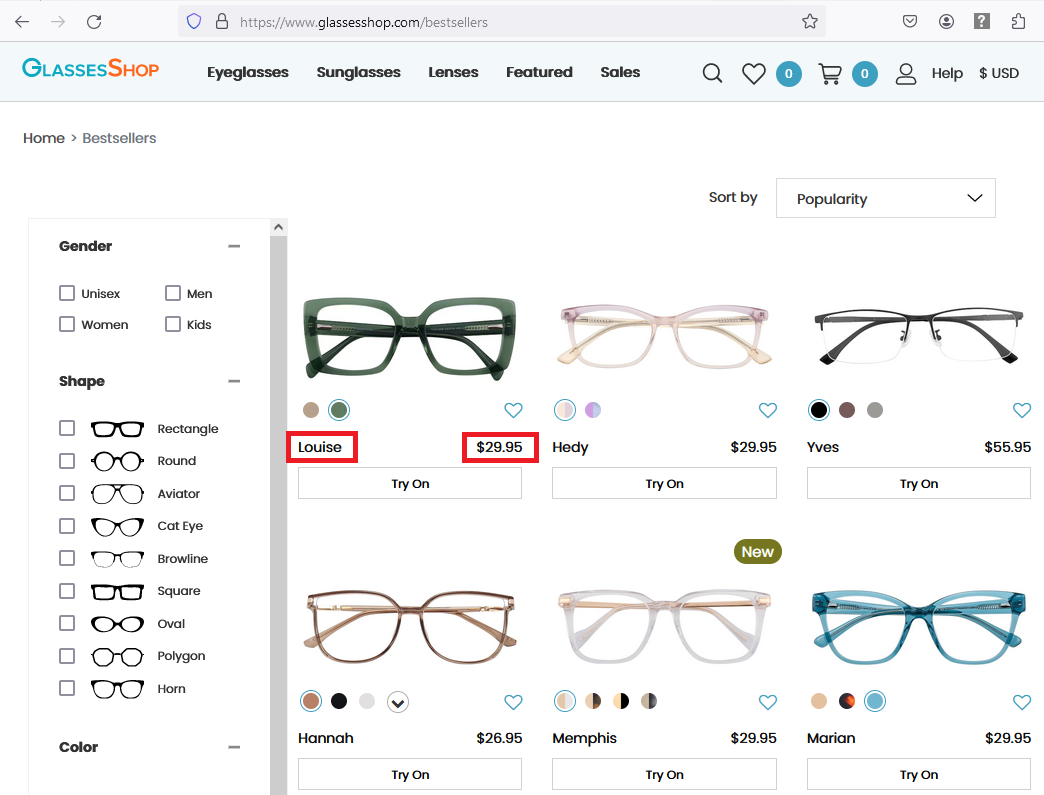 https://www.glassesshop.com/bestsellers
GlassesShop Eyeglasses Sunglasses Lenses Featured Sales 0 0 Help $ USD
Home > Bestsellers
Sort by Popularity
Gender
Unisex Men
Women Kids
Shape
Rectangle
Round
Aviator
Cat Eye
Browline
Square
Oval
Polygon
Horn
Color
Louise $29.95 Hedy $29.95 Yves $55.95
Try On Try On Try On
New
Hannah $26.95 Memphis $29.95 Marian $29.95
Try On Try On Try On